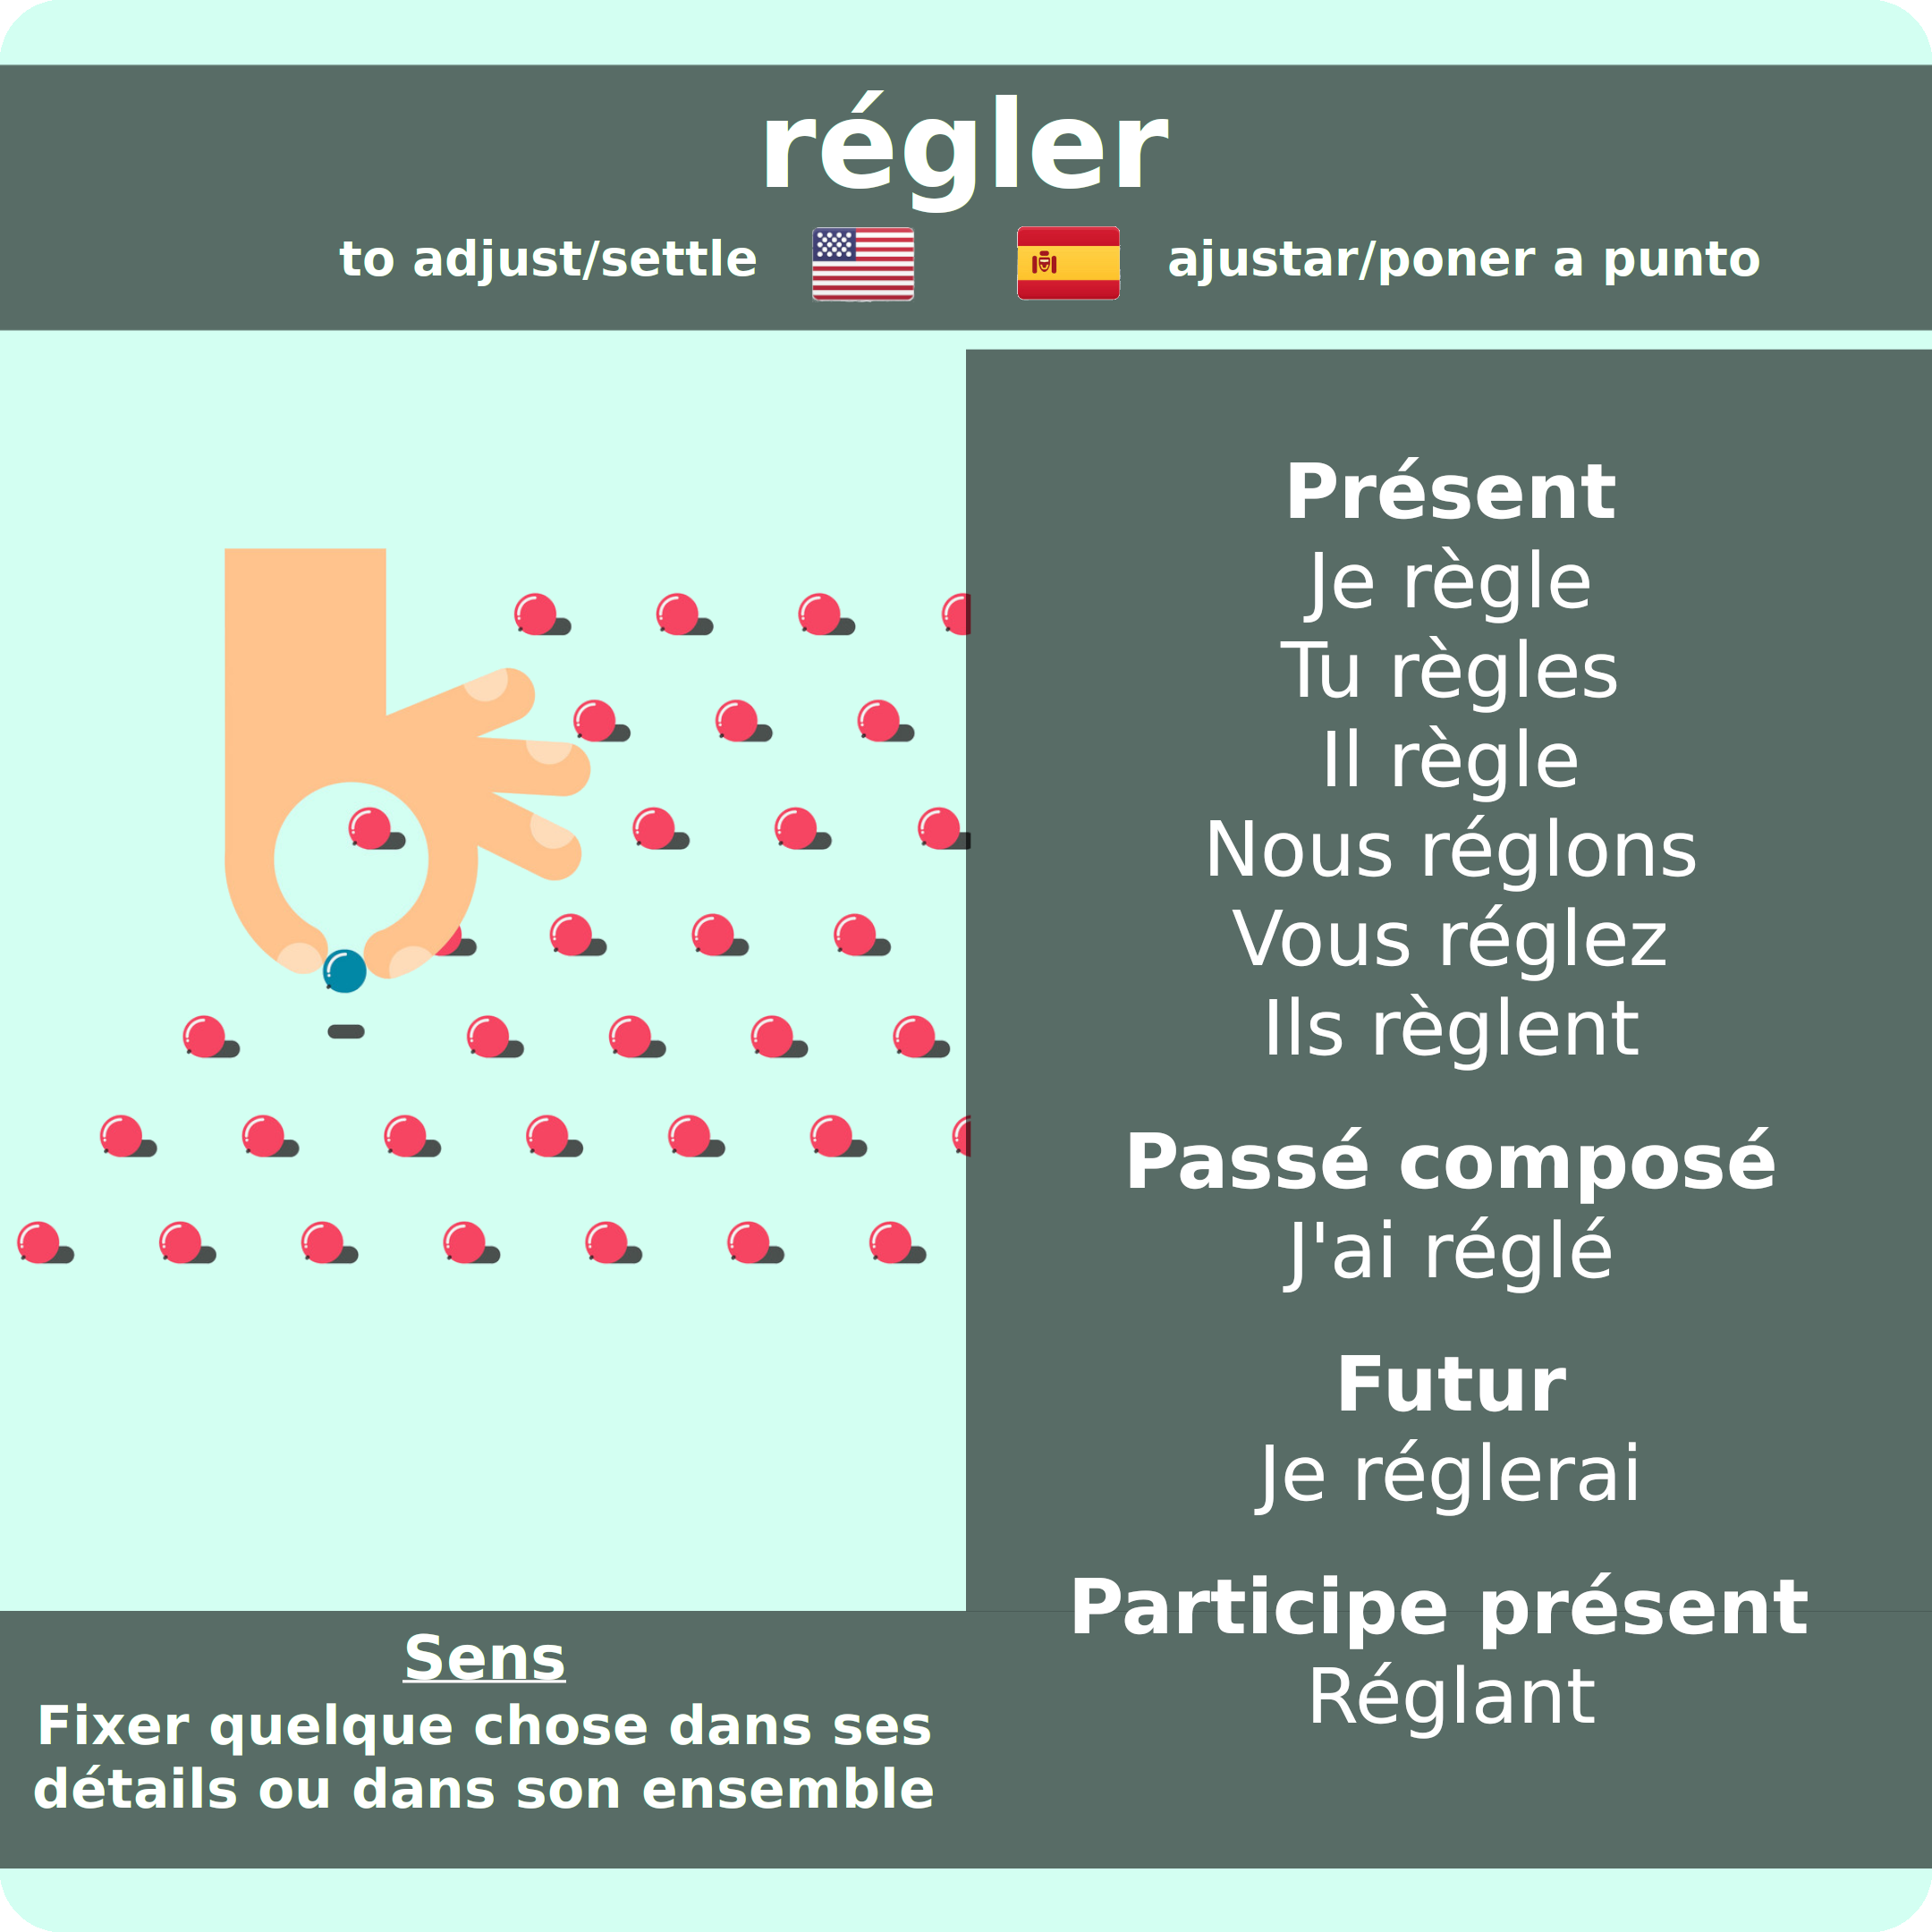 régler
to adjust/settle
ajustar/poner a punto
Présent
Je règle
Tu règles
Il règle
Nous réglons
Vous réglez
Ils règlent
Passé composé
J'ai réglé
Futur
Je réglerai
Participe présent
Réglant
Sens
Fixer quelque chose dans ses
détails ou dans son ensemble